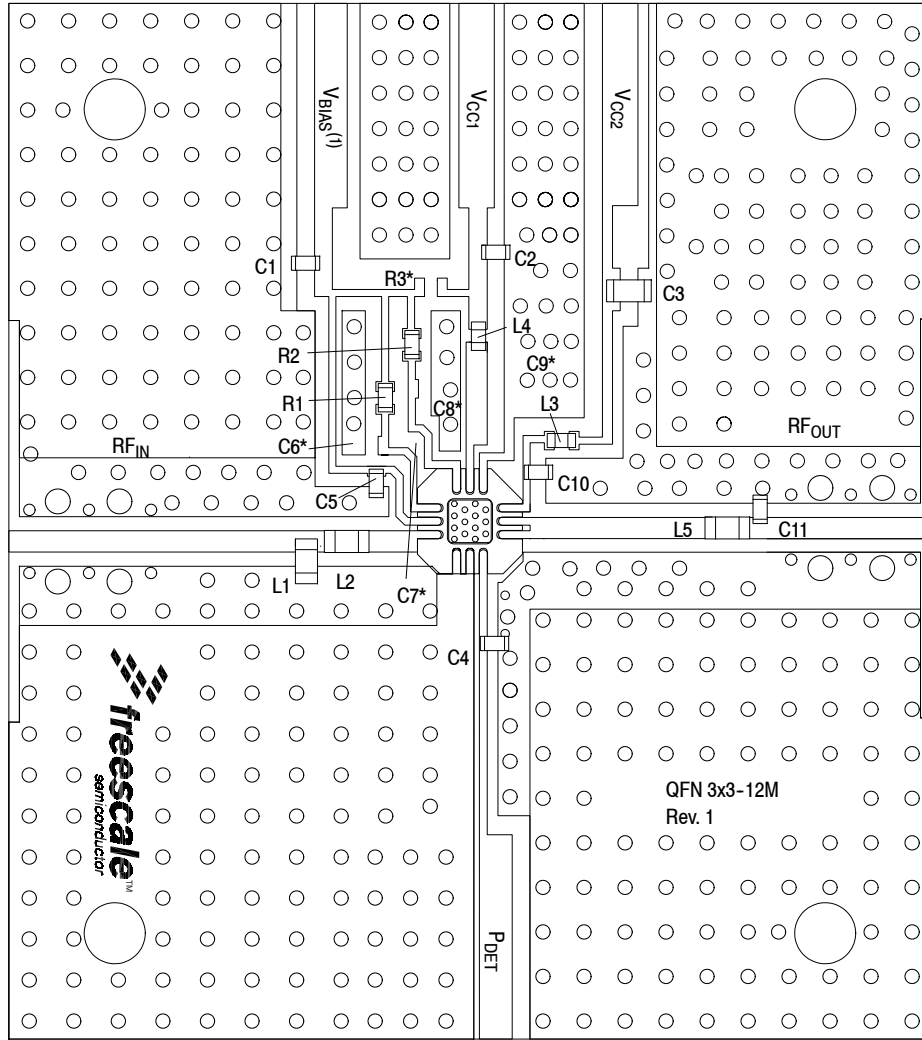 VBIAS(1)
VCC1
VCC2
C1
R3*
C2
C3
R2
L4
R1
C9*
C8*
L3
RFIN
C6*
RFOUT
C5
C10
L5
C11
L1
L2
C7*
C4
freescale™
semiconductor
QFN 3x3-12M
Rev. 1
PDET